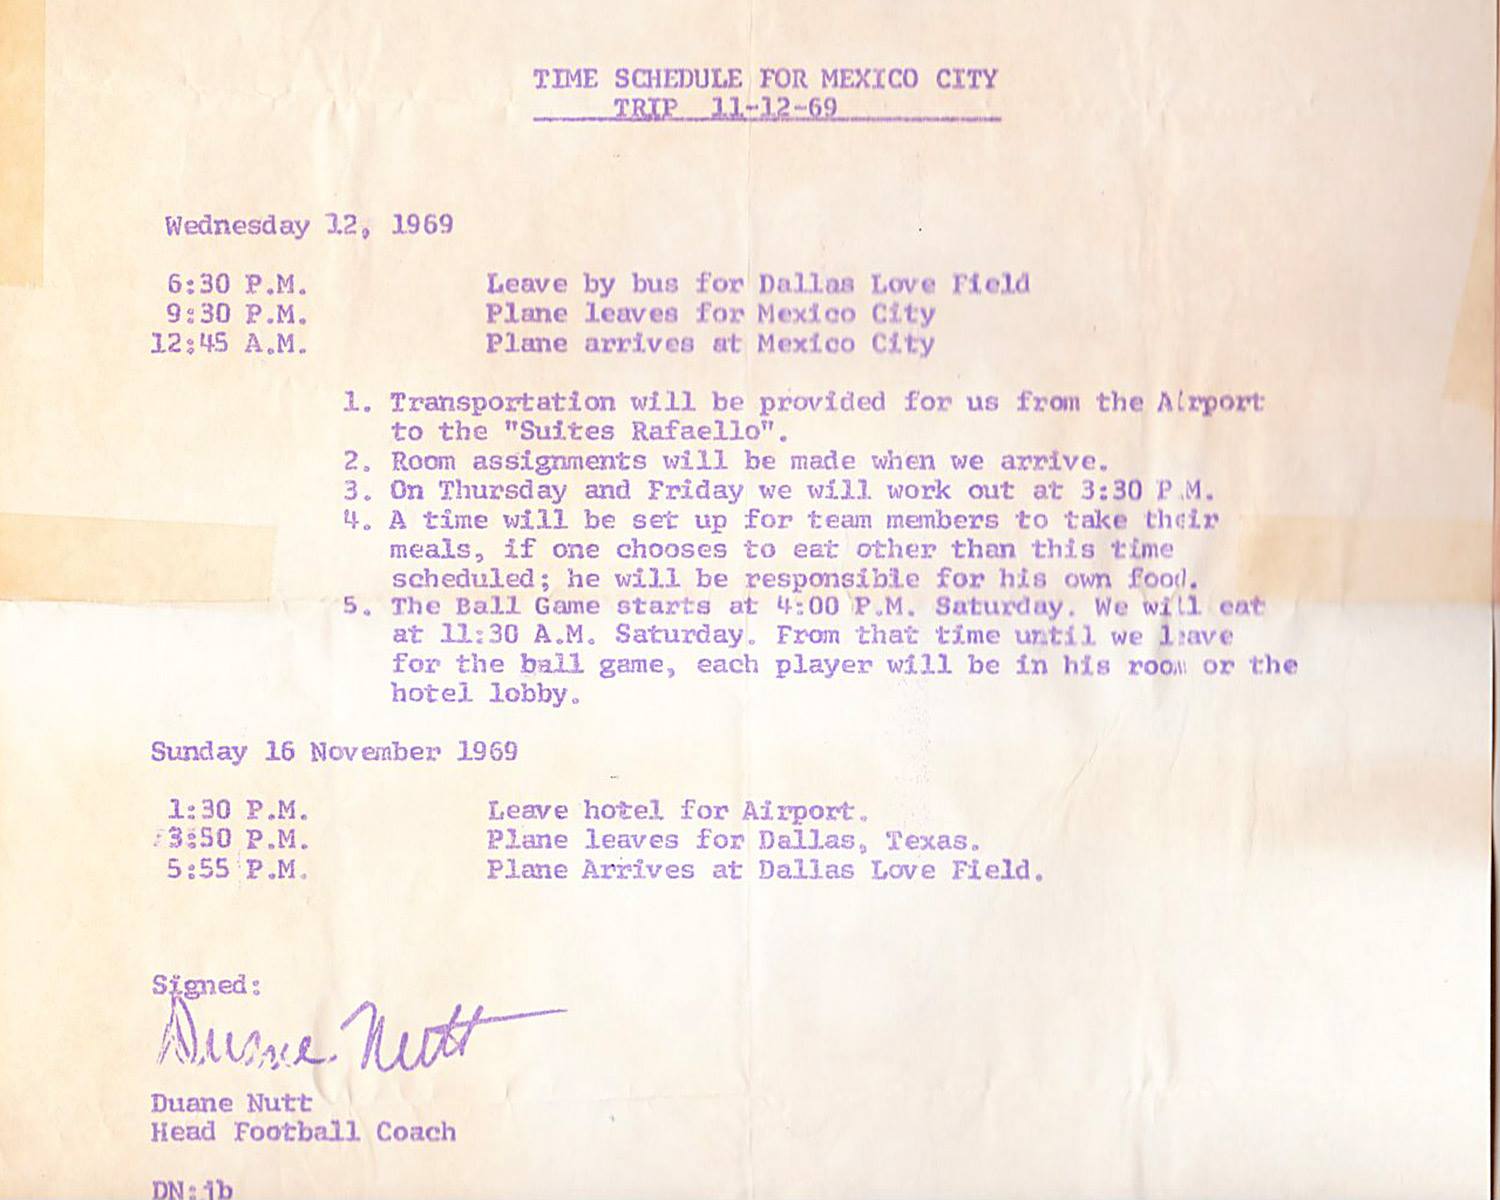 TIME SCHEDULE FOR MEXICO CITY
TRIP 11-12-69
Wednesday 12, 1969
6:30 P.M. Leave by bus for Dallas Love Field
9:30 P.M. Plane leaves for Mexico City
12:45 A.M. Plane arrives at Mexico City
1. Transportation will be provided for us from the Airport
to the "Suites Rafaello".
2. Room assignments will be made when we arrive.
3. On Thursday and Friday we will work out at 3:30 P.M.
4. A time will be set up for team members to take their
meals, if one chooses to eat other than this time
scheduled; he will be responsible for his own food.
5. The Ball Game starts at 4:00 P.M. Saturday. We will eat
at 11:30 A.M. Saturday. From that time until we leave
for the ball game, each player will be in his room or the
hotel lobby.
Sunday 16 November 1969
1:30 P.M. Leave hotel for Airport.
3:50 P.M. Plane leaves for Dallas, Texas.
5:55 P.M. Plane Arrives at Dallas Love Field.
Signed:
Duane Nutt
Duane Nutt
Head Football Coach
DN:jb